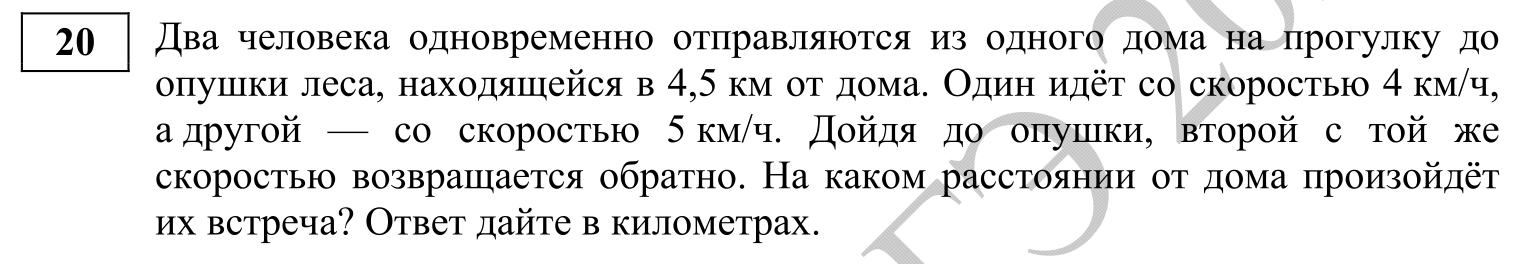 20
Два человека одновременно отправляются из одного дома на прогулку до
опушки леса, находящейся в 4,5 км от дома. Один идёт со скоростью 4 км/ч,
а другой — со скоростью 5 км/ч. Дойдя до опушки, второй с той же
скоростью возвращается обратно. На каком расстоянии от дома произойдёт
их встреча? Ответ дайте в километрах.